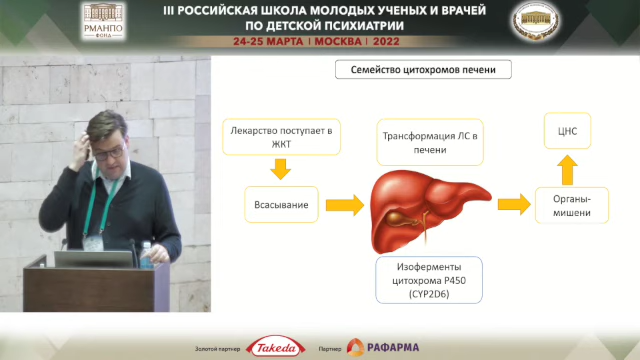 III РОССИЙСКАЯ ШКОЛА МОЛОДЫХ УЧЕНЫХ И ВРАЧЕЙ
ПО ДЕТСКОЙ ПСИХИАТРИИ
24-25 МАРТА | МОСКВА | 2022
РМАНПО
ФОНД
Семейство цитохромов печени
Лекарство поступает в
ЖКТ
Всасывание
Трансформация ЛС в
печени
Изоферменты
цитохрома P450
(CYP2D6)
ЦНС
Органы-
мишени
Золотой партнер
Takeda
Партнер
РАФАРМА